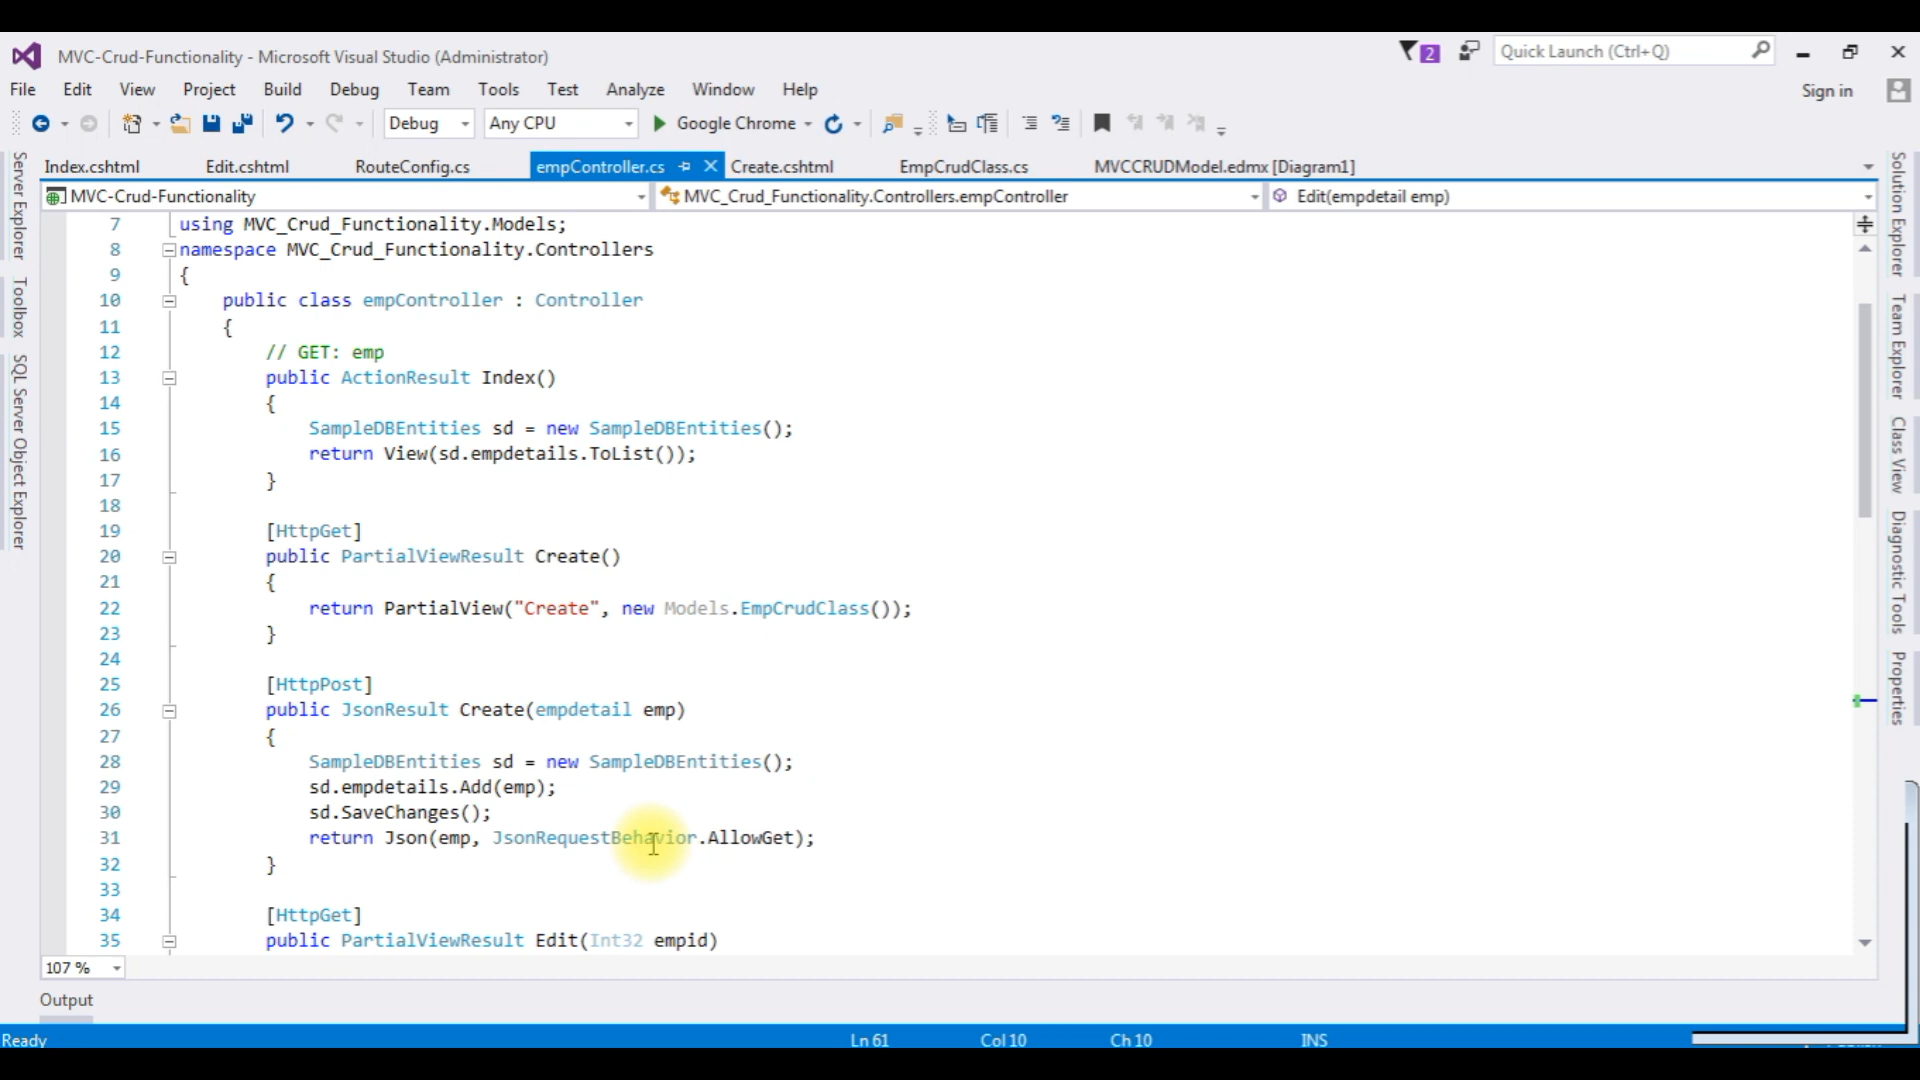 MVC-Crud-Functionality - Microsoft Visual Studio (Administrator)
2
Quick Launch (Ctrl+Q)
File Edit View Project Build Debug Team Tools Test Analyze Window Help
Sign in
Debug Any CPU Google Chrome
Index.cshtml Edit.cshtml RouteConfig.cs empController.cs Create.cshtml EmpCrudClass.cs MVCCRUDModel.edmx [Diagram1]
MVC-Crud-Functionality MVC_Crud_Functionality.Controllers.empController Edit(empdetail emp)
Server Explorer
Toolbox
SQL Server Object Explorer
7 using MVC_Crud_Functionality.Models;
8 namespace MVC_Crud_Functionality.Controllers
9 {
10 public class empController : Controller
11 {
12 // GET: emp
13 public ActionResult Index()
14 {
15 SampleDBEntities sd = new SampleDBEntities();
16 return View(sd.empdetails.ToList());
17 }
18
19 [HttpGet]
20 public PartialViewResult Create()
21 {
22 return PartialView("Create", new Models.EmpCrudClass());
23 }
24
25 [HttpPost]
26 public JsonResult Create(empdetail emp)
27 {
28 SampleDBEntities sd = new SampleDBEntities();
29 sd.empdetails.Add(emp);
30 sd.SaveChanges();
31 return Json(emp, JsonRequestBehavior.AllowGet);
32 }
33
34 [HttpGet]
35 public PartialViewResult Edit(Int32 empid)
Solution Explorer
Team Explorer
Class View
Diagnostic Tools
Properties
107 %
Output
Ready Ln 61 Col 10 Ch 10 INS